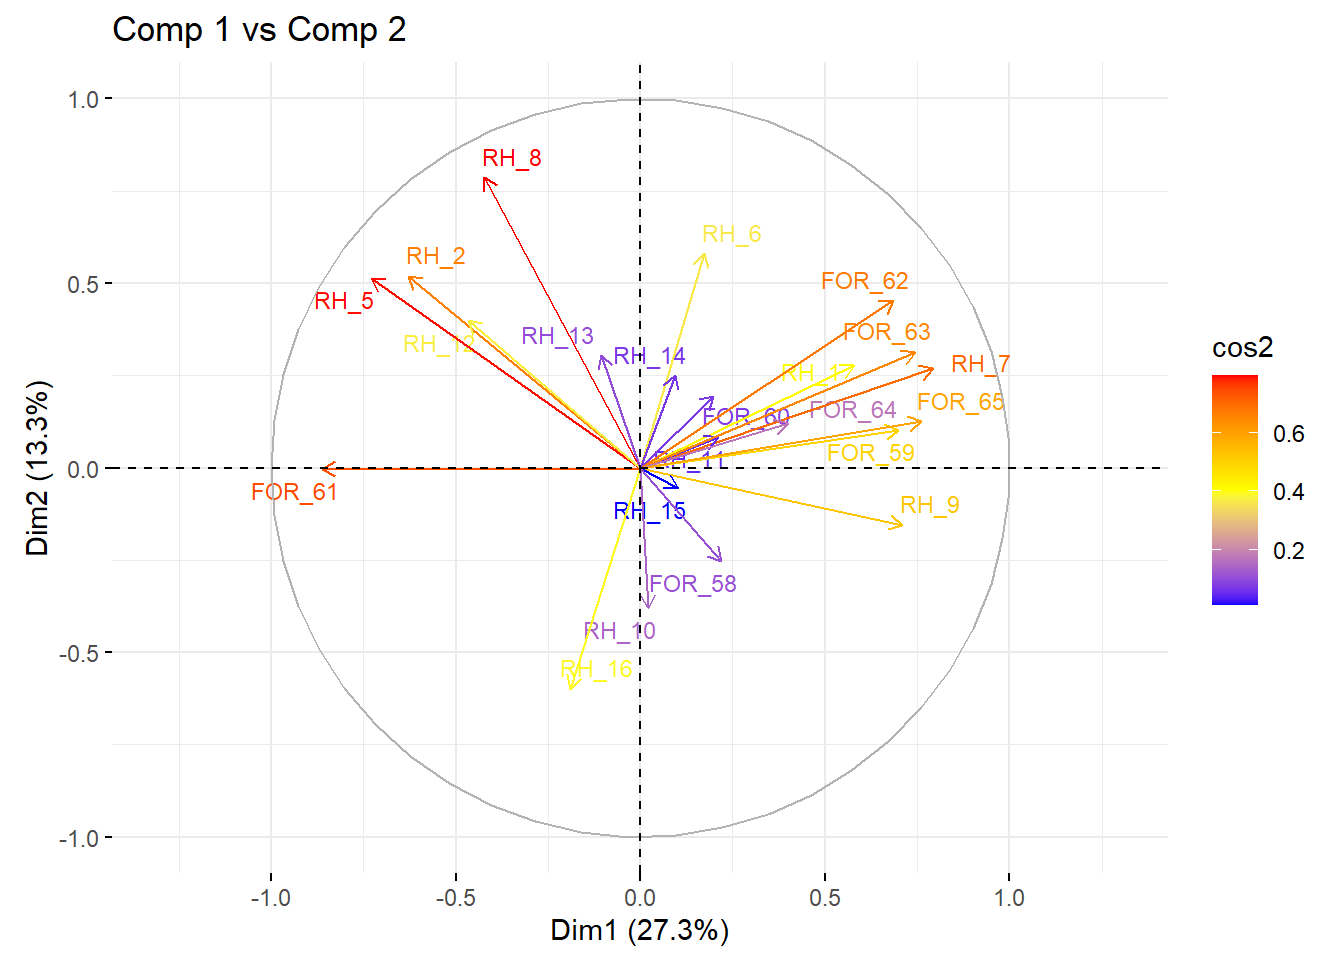 Comp 1 vs Comp 2
1.0
0.5
0.0
-0.5
-1.0
Dim2 (13.3%)
RH_8
RH_6
RH_2
FOR_62
RH_5
RH_12
RH_13
FOR_63
RH_14
RH_1
RH_7
FOR_65
FOR_64
FOR_60
FOR_59
RH_11
FOR_61
RH_9
RH_15
FOR_58
RH_10
RH_16
-1.0
-0.5
0.0
0.5
1.0
Dim1 (27.3%)
cos2
0.6
0.4
0.2